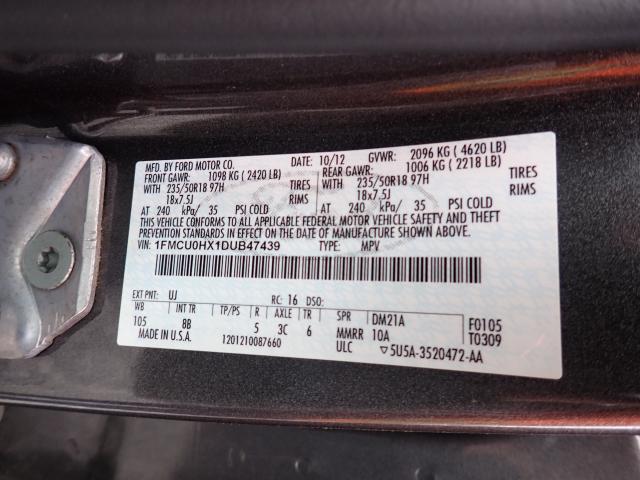 MFD. BY FORD MOTOR CO.
DATE: 10/12 GVWR: 2096 KG ( 4620 LB)
FRONT GAWR: 1098 KG ( 2420 LB)
REAR GAWR: 1006 KG ( 2218 LB)
WITH 235/50R18 97H TIRES
WITH 235/50R18 97H TIRES
18x7.5J RIMS
18x7.5J RIMS
AT 240 kPa/ 35 PSI COLD
AT 240 kPa/ 35 PSI COLD
THIS VEHICLE CONFORMS TO ALL APPLICABLE FEDERAL MOTOR VEHICLE SAFETY AND THEFT
PREVENTION STANDARDS IN EFFECT ON THE DATE OF MANUFACTURE SHOWN ABOVE.
VIN: 1FMCU0HX1DUB47439 TYPE: MPV
EXT PNT: UJ RC: 16 DSO:
WB INT TR TP/PS R AXLE TR SPR DM21A F0105
105 8B 5 3C 6 MMRR 10A T0309
MADE IN U.S.A. 1201210087660 ULC 5U5A-3520472-AA